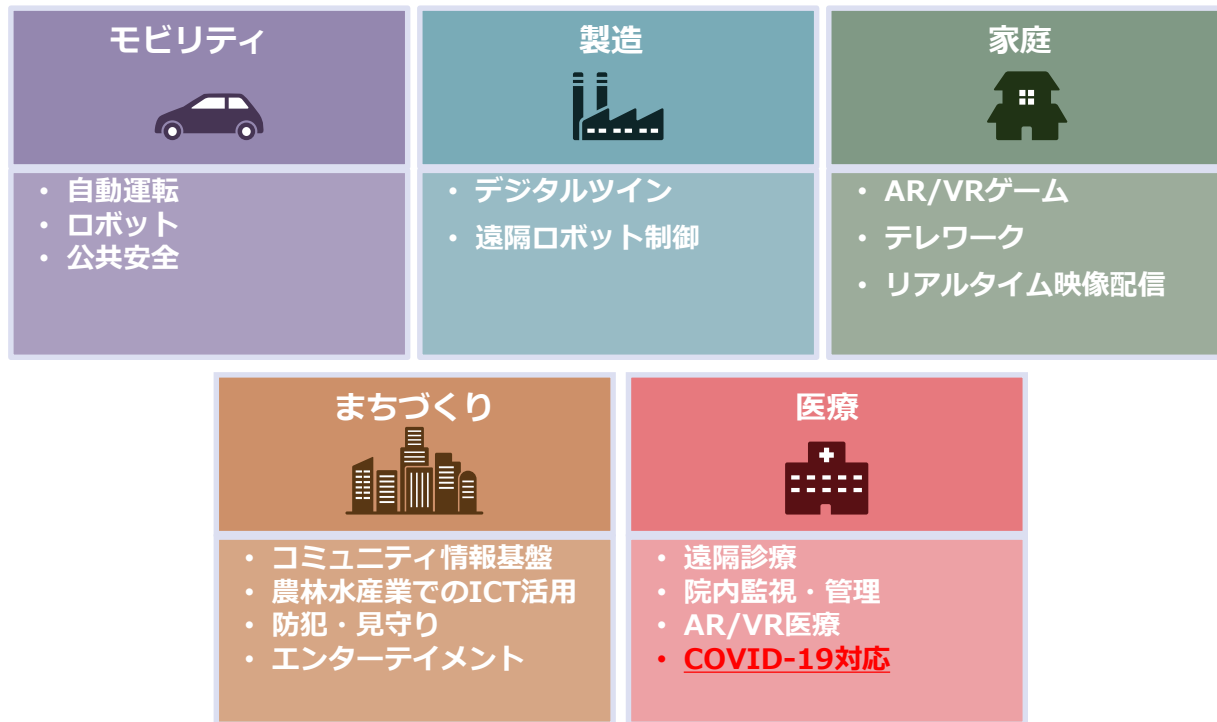 モビリティ
• 自動運転
• ロボット
• 公共安全
製造
• デジタルツイン
• 遠隔ロボット制御
家庭
• AR/VRゲーム
• テレワーク
• リアルタイム映像配信
まちづくり
• コミュニティ情報基盤
• 農林水産業でのICT活用
• 防犯・見守り
• エンターテイメント
医療
• 遠隔診療
• 院内監視・管理
• AR/VR医療
• COVID-19対応